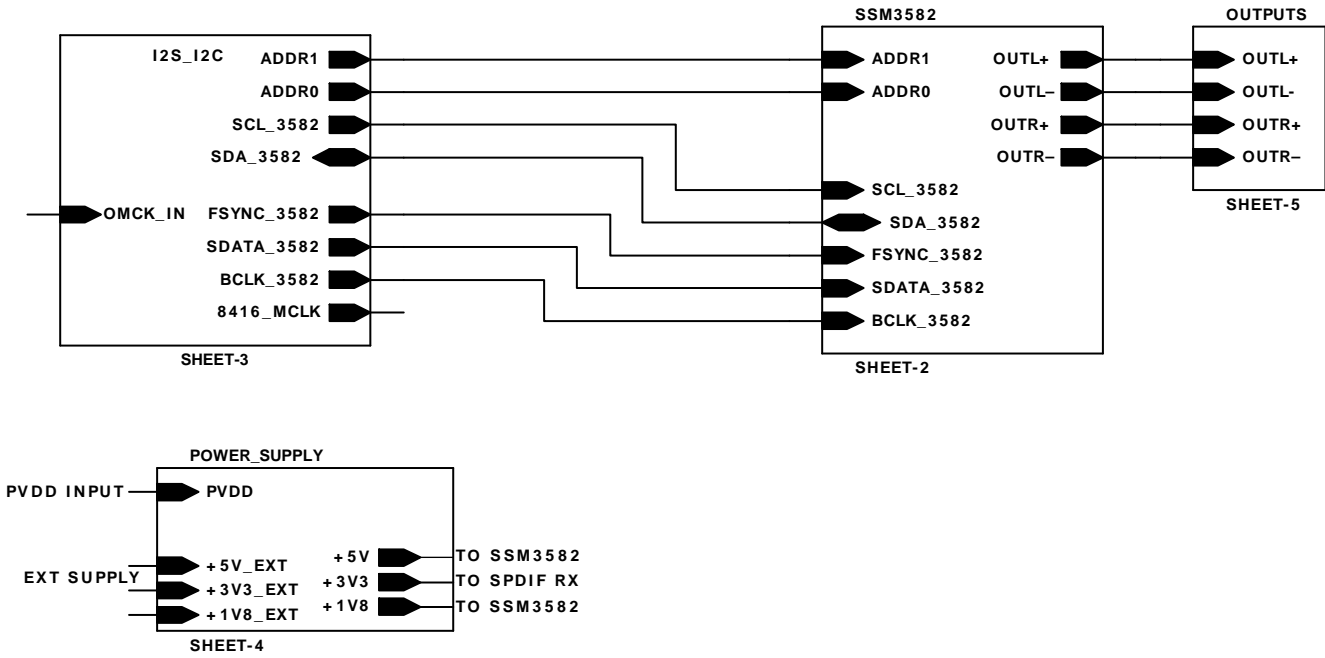 I2S_I2C
ADDR1
ADDR0
SCL_3582
SDA_3582
OMCK_IN
FSYNC_3582
SDATA_3582
BCLK_3582
8416_MCLK
SHEET-3
SSM3582
ADDR1
ADDR0
SCL_3582
SDA_3582
FSYNC_3582
SDATA_3582
BCLK_3582
OUTL+
OUTL–
OUTR+
OUTR–
SHEET-2
OUTPUTS
OUTL+
OUTL-
OUTR+
OUTR–
SHEET-5
POWER_SUPPLY
PVDD INPUT
PVDD
EXT SUPPLY
+5V_EXT
+3V3_EXT
+1V8_EXT
+5V
TO SSM3582
+3V3
TO SPDIF RX
+1V8
TO SSM3582
SHEET-4